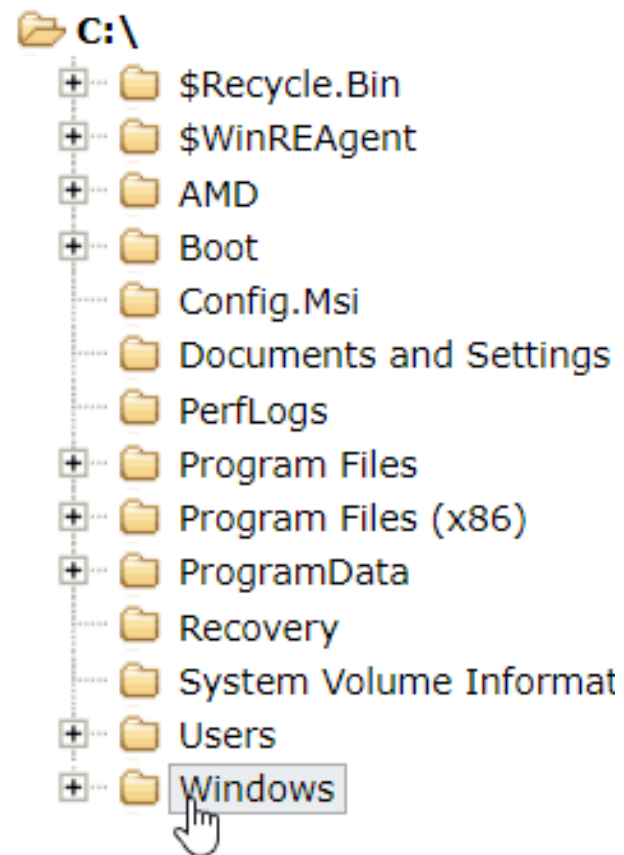 C:\
$Recycle.Bin
$WinREAgent
AMD
Boot
Config.Msi
Documents and Settings
PerfLogs
Program Files
Program Files (x86)
ProgramData
Recovery
System Volume Informat
Users
Windows